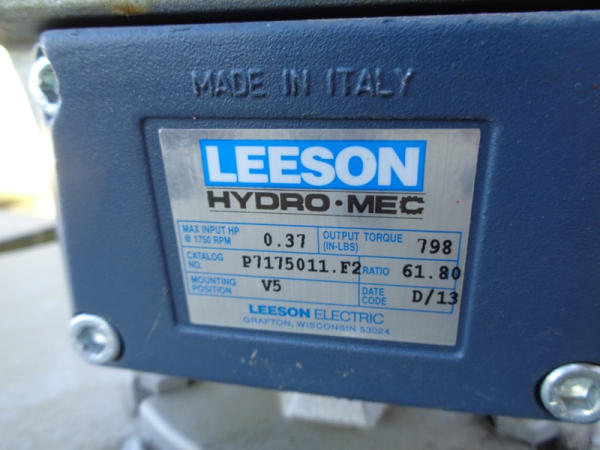 MADE IN ITALY
LEESON
HYDRO·MEC
MAX INPUT HP @ 1750 RPM 0.37 OUTPUT TORQUE (IN-LBS) 798
CATALOG NO. P7175011.F2 RATIO 61.80
MOUNTING POSITION V5 DATE CODE D/13
LEESON ELECTRIC
GRAFTON, WISCONSIN 53024